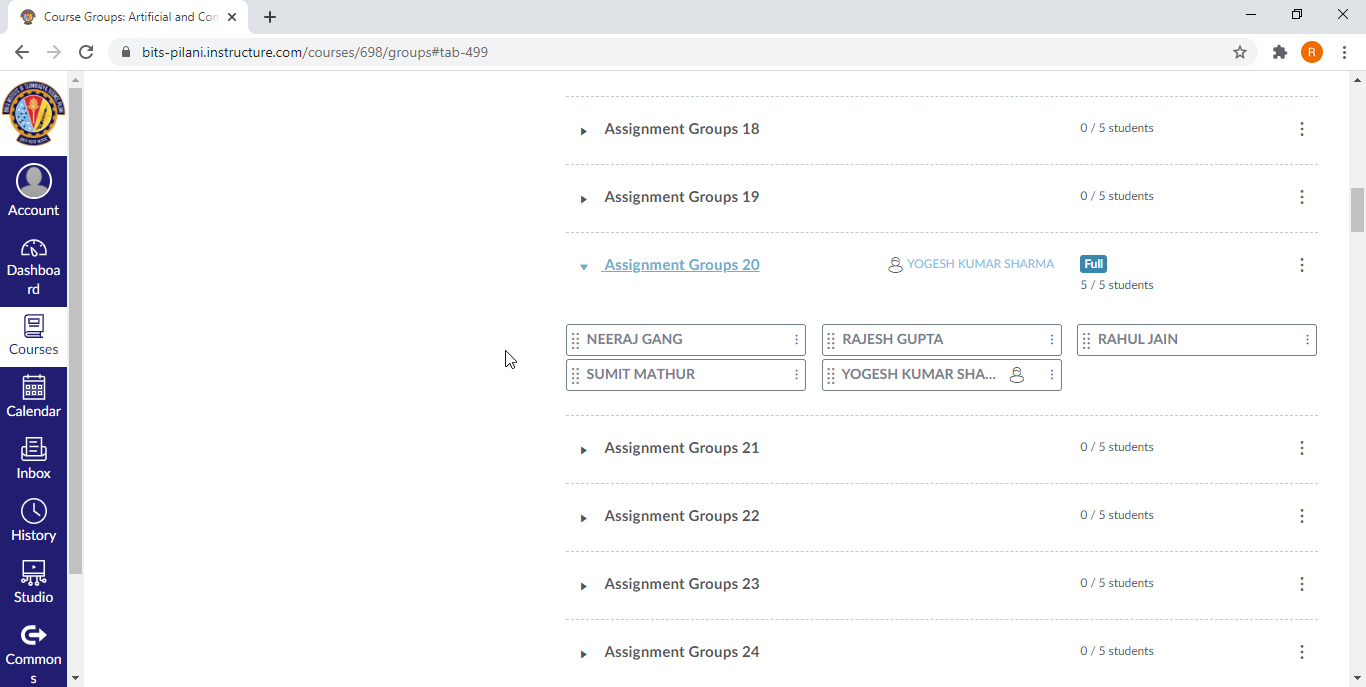 Course Groups: Artificial and Con
bits-pilani.instructure.com/courses/698/groups#tab-499
R
Account
Dashboa
rd
Courses
Calendar
Inbox
History
Studio
Common
s
Assignment Groups 18 0 / 5 students
Assignment Groups 19 0 / 5 students
Assignment Groups 20 YOGESH KUMAR SHARMA Full
5 / 5 students
NEERAJ GANG RAJESH GUPTA RAHUL JAIN
SUMIT MATHUR YOGESH KUMAR SHA...
Assignment Groups 21 0 / 5 students
Assignment Groups 22 0 / 5 students
Assignment Groups 23 0 / 5 students
Assignment Groups 24 0 / 5 students